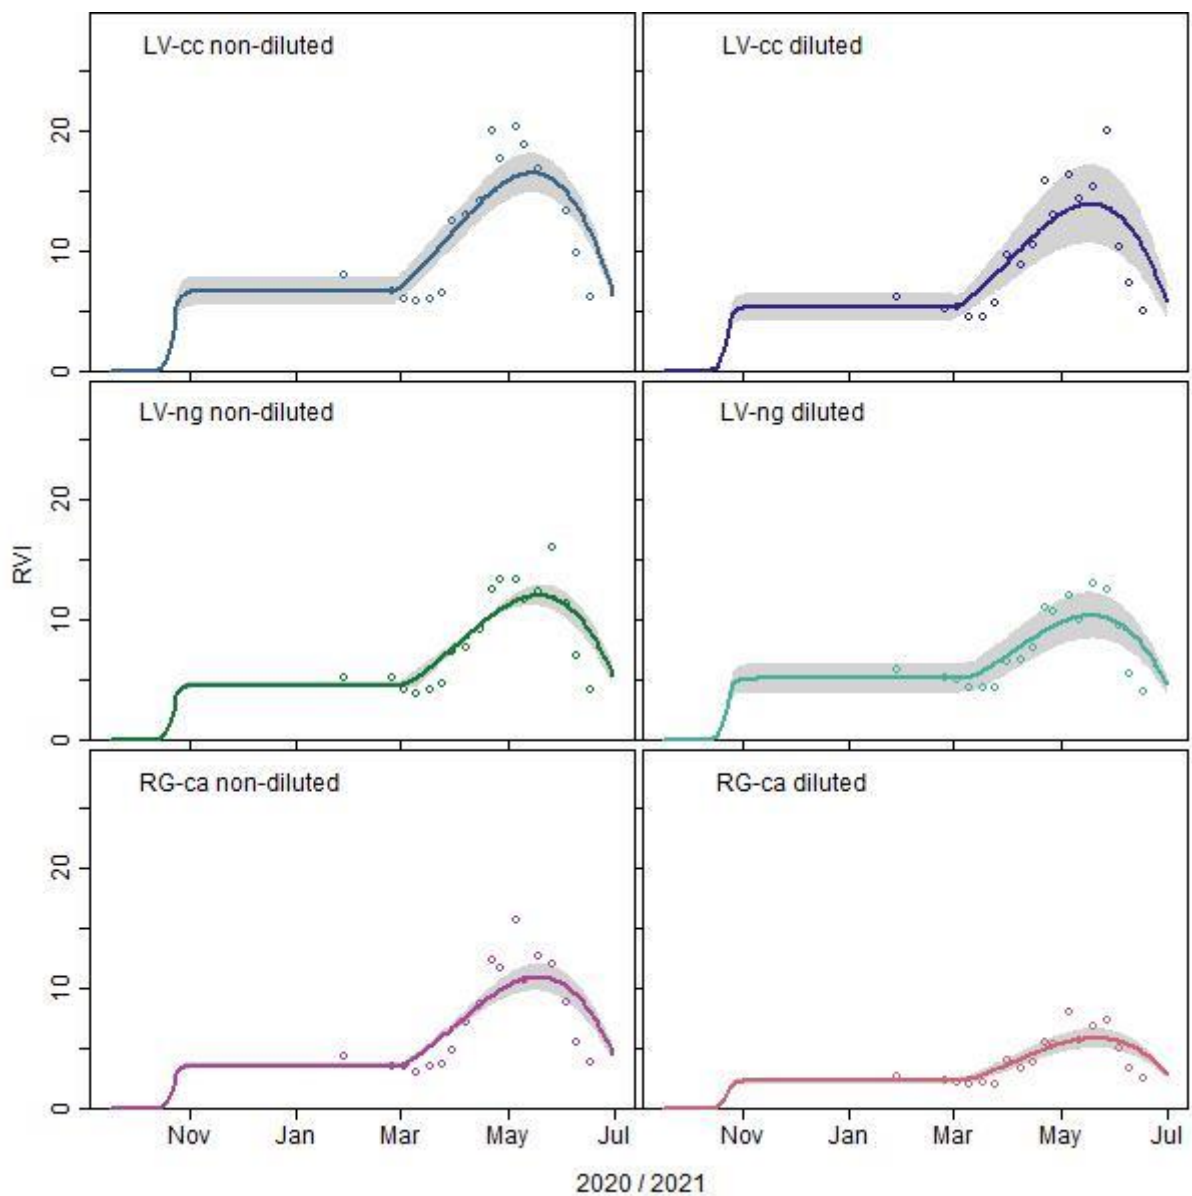 LV-cc non-diluted
LV-cc diluted
20
10
0
LV-ng non-diluted
LV-ng diluted
20
10
0
RVI
RG-ca non-diluted
RG-ca diluted
20
10
0
Nov Jan Mar May Jul
Nov Jan Mar May Jul
2020 / 2021